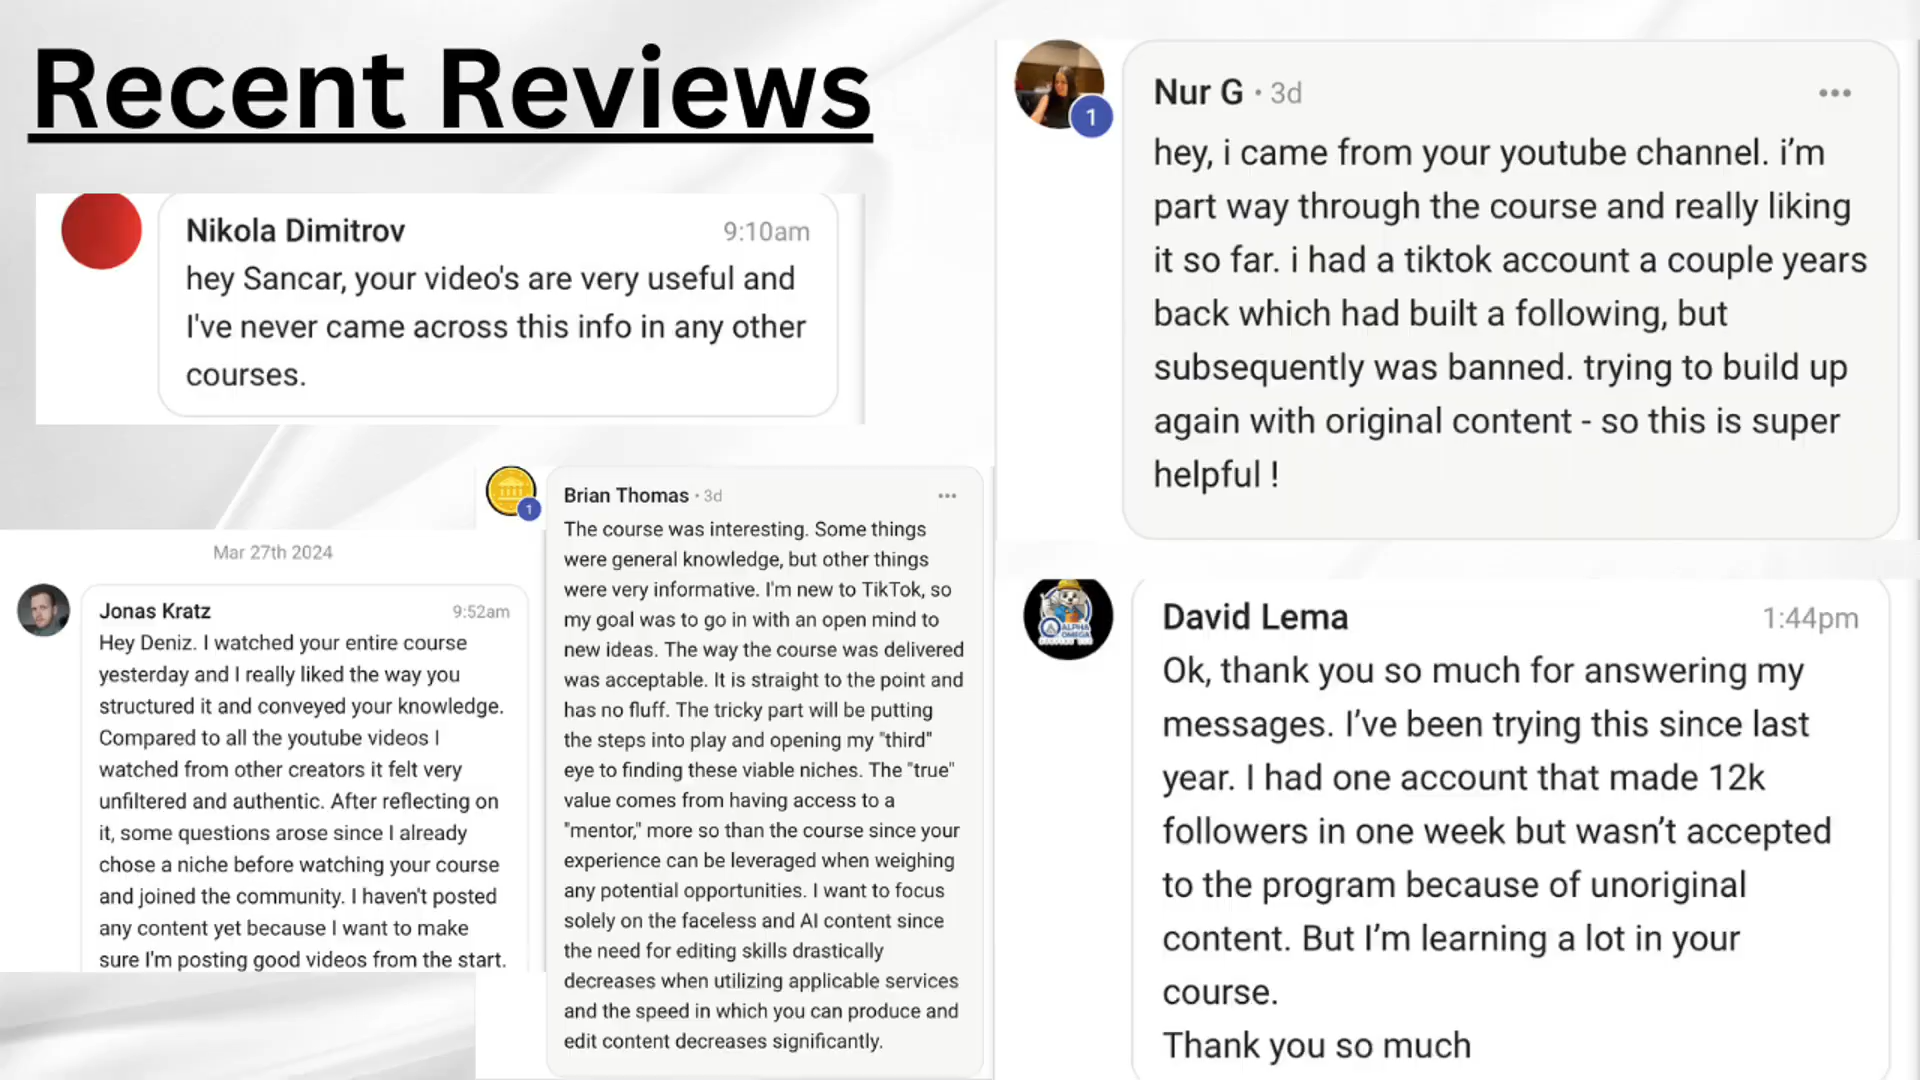 Recent Reviews
Nikola Dimitrov 9:10am
hey Sancar, your video's are very useful and
I've never came across this info in any other
courses.
Mar 27th 2024
Jonas Kratz 9:52am
Hey Deniz. I watched your entire course
yesterday and I really liked the way you
structured it and conveyed your knowledge.
Compared to all the youtube videos I
watched from other creators it felt very
unfiltered and authentic. After reflecting on
it, some questions arose since I already
chose a niche before watching your course
and joined the community. I haven't posted
any content yet because I want to make
sure I'm posting good videos from the start.
1
Brian Thomas • 3d •••
The course was interesting. Some things
were general knowledge, but other things
were very informative. I'm new to TikTok, so
my goal was to go in with an open mind to
new ideas. The way the course was delivered
was acceptable. It is straight to the point and
has no fluff. The tricky part will be putting
the steps into play and opening my "third"
eye to finding these viable niches. The "true"
value comes from having access to a
"mentor," more so than the course since your
experience can be leveraged when weighing
any potential opportunities. I want to focus
solely on the faceless and AI content since
the need for editing skills drastically
decreases when utilizing applicable services
and the speed in which you can produce and
edit content decreases significantly.
1
Nur G • 3d •••
hey, i came from your youtube channel. i’m
part way through the course and really liking
it so far. i had a tiktok account a couple years
back which had built a following, but
subsequently was banned. trying to build up
again with original content - so this is super
helpful !
ALPHA
OMEGA
David Lema 1:44pm
Ok, thank you so much for answering my
messages. I’ve been trying this since last
year. I had one account that made 12k
followers in one week but wasn’t accepted
to the program because of unoriginal
content. But I’m learning a lot in your
course.
Thank you so much